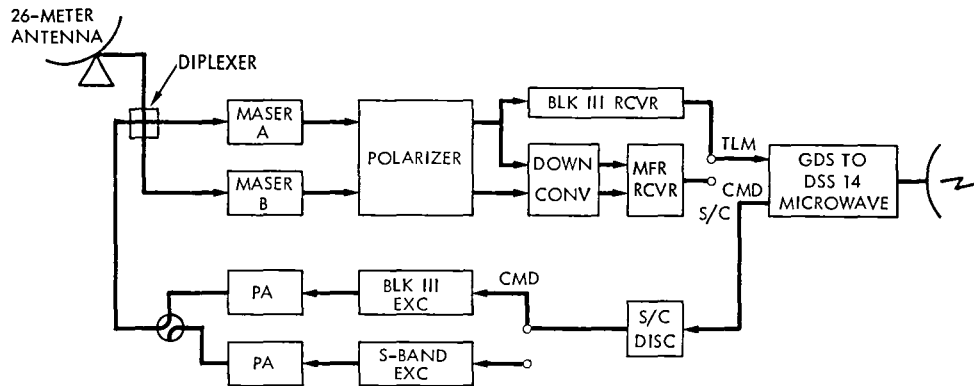 26-METER
ANTENNA
DIPLEXER
MASER
A
MASER
B
POLARIZER
BLK III RCVR
DOWN
CONV
MFR
RCVR
TLM
CMD
S/C
GDS TO
DSS 14
MICROWAVE
PA
BLK III
EXC
CMD
S/C
DISC
PA
S-BAND
EXC